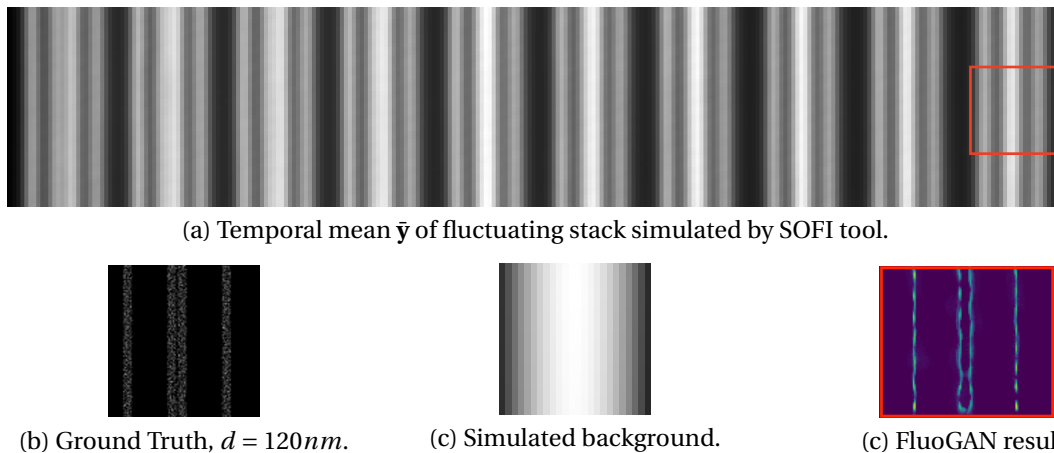 (a) Temporal mean ȳ of fluctuating stack simulated by SOFI tool.
(b) Ground Truth, d = 120nm.
(c) Simulated background.
(c) FluoGAN resul